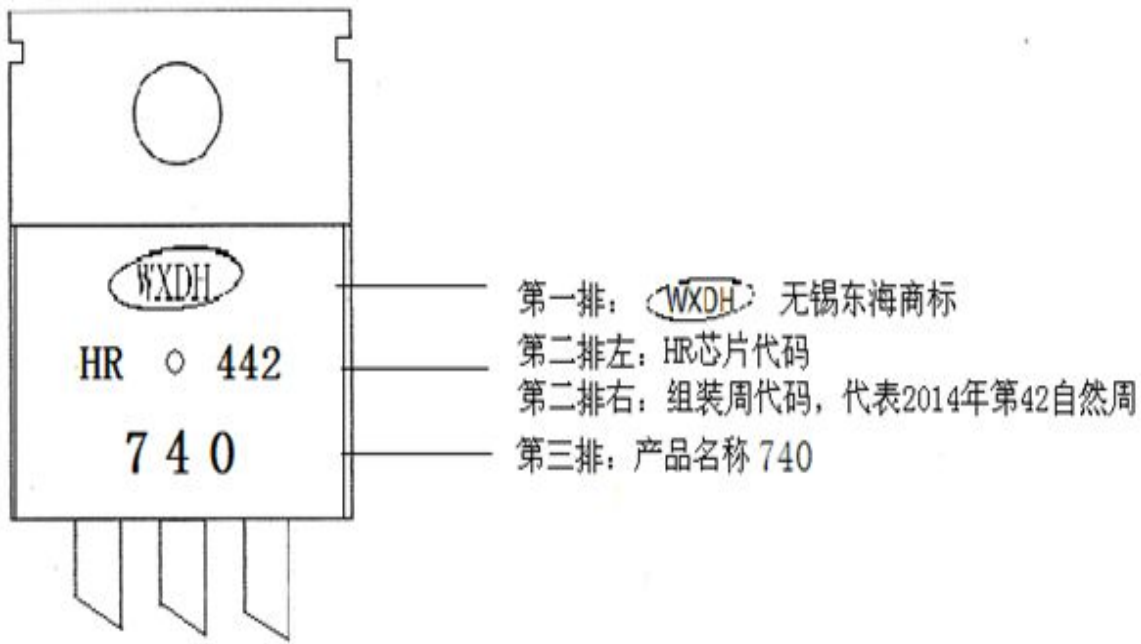 WXDH
HR 442
740
第一排: WXDH 无锡东海商标
第二排左: HR芯片代码
第二排右: 组装周代码, 代表2014年第42自然周
第三排: 产品名称 740